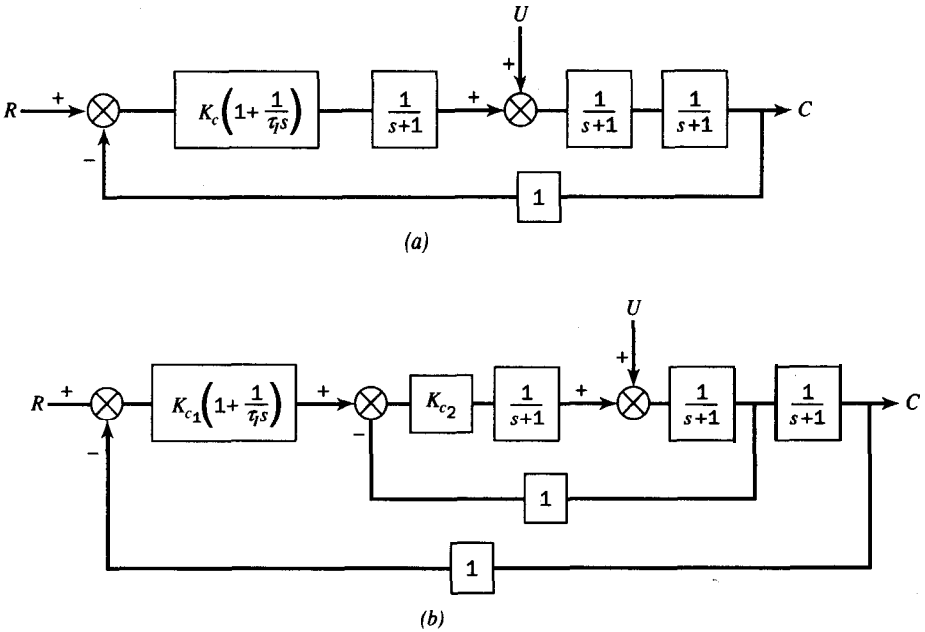 U
R + − K_c(1+ 1/τ_I s) 1/s+1 + + 1/s+1 1/s+1 C
1
(a)
U
R + − K_c1(1+ 1/τ_I s) + − K_c2 1/s+1 + + 1/s+1 1/s+1 C
1
1
(b)